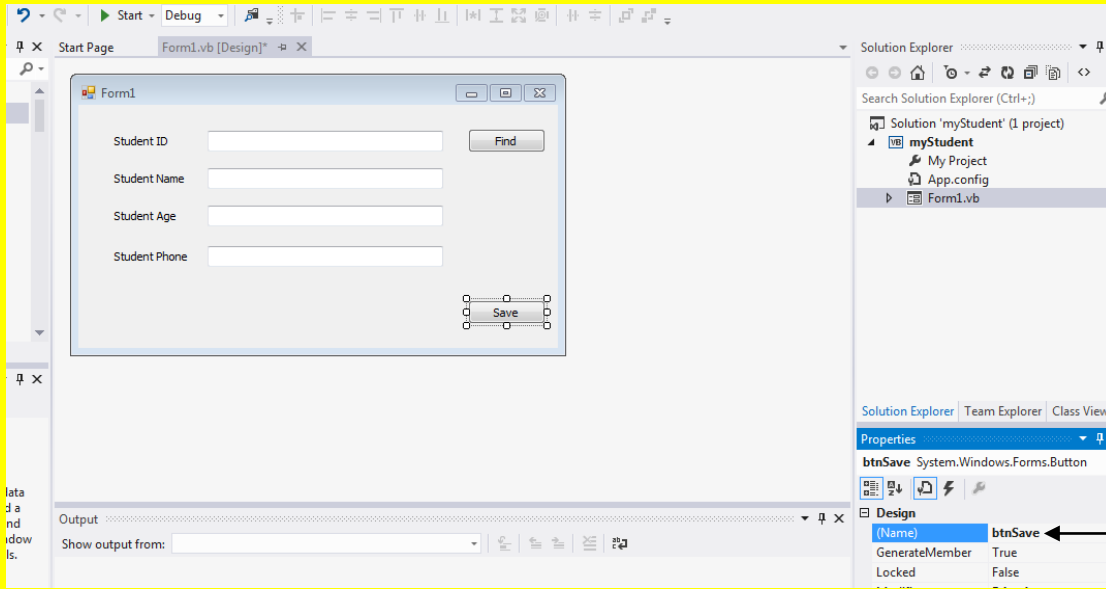 Start Debug
Start Page Form1.vb [Design]*
Form1
Student ID Find
Student Name
Student Age
Student Phone
Save
Output
Show output from:
Solution Explorer
Search Solution Explorer (Ctrl+;)
Solution 'myStudent' (1 project)
VB myStudent
My Project
App.config
Form1.vb
Solution Explorer Team Explorer Class View
Properties
btnSave System.Windows.Forms.Button
Design
(Name) btnSave
GenerateMember True
Locked False